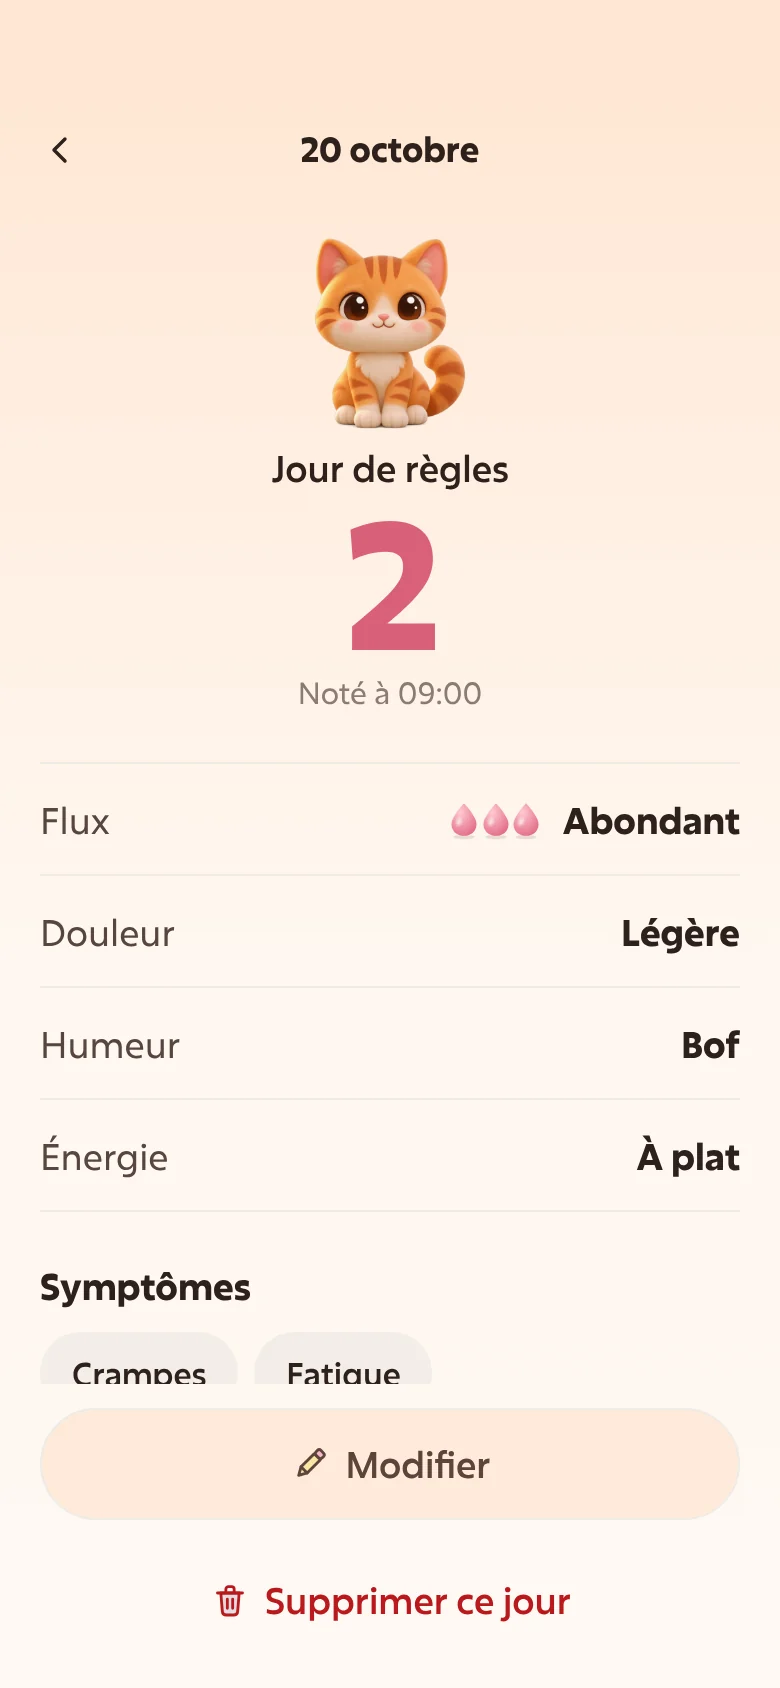 20 octobre
Jour de règles
2
Noté à 09:00
Flux Abondant
Douleur Légère
Humeur Bof
Énergie À plat
Symptômes
Crampes Fatigue
Modifier
Supprimer ce jour